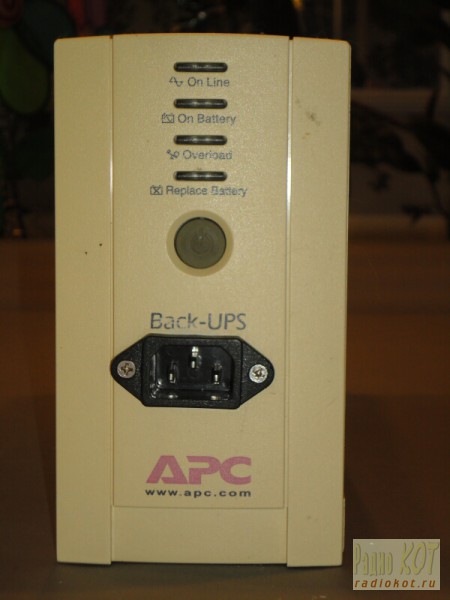 On Line
On Battery
Overload
Replace Battery
Back-UPS
APC
www.apc.com
Радио КОТ
radiokot.ru